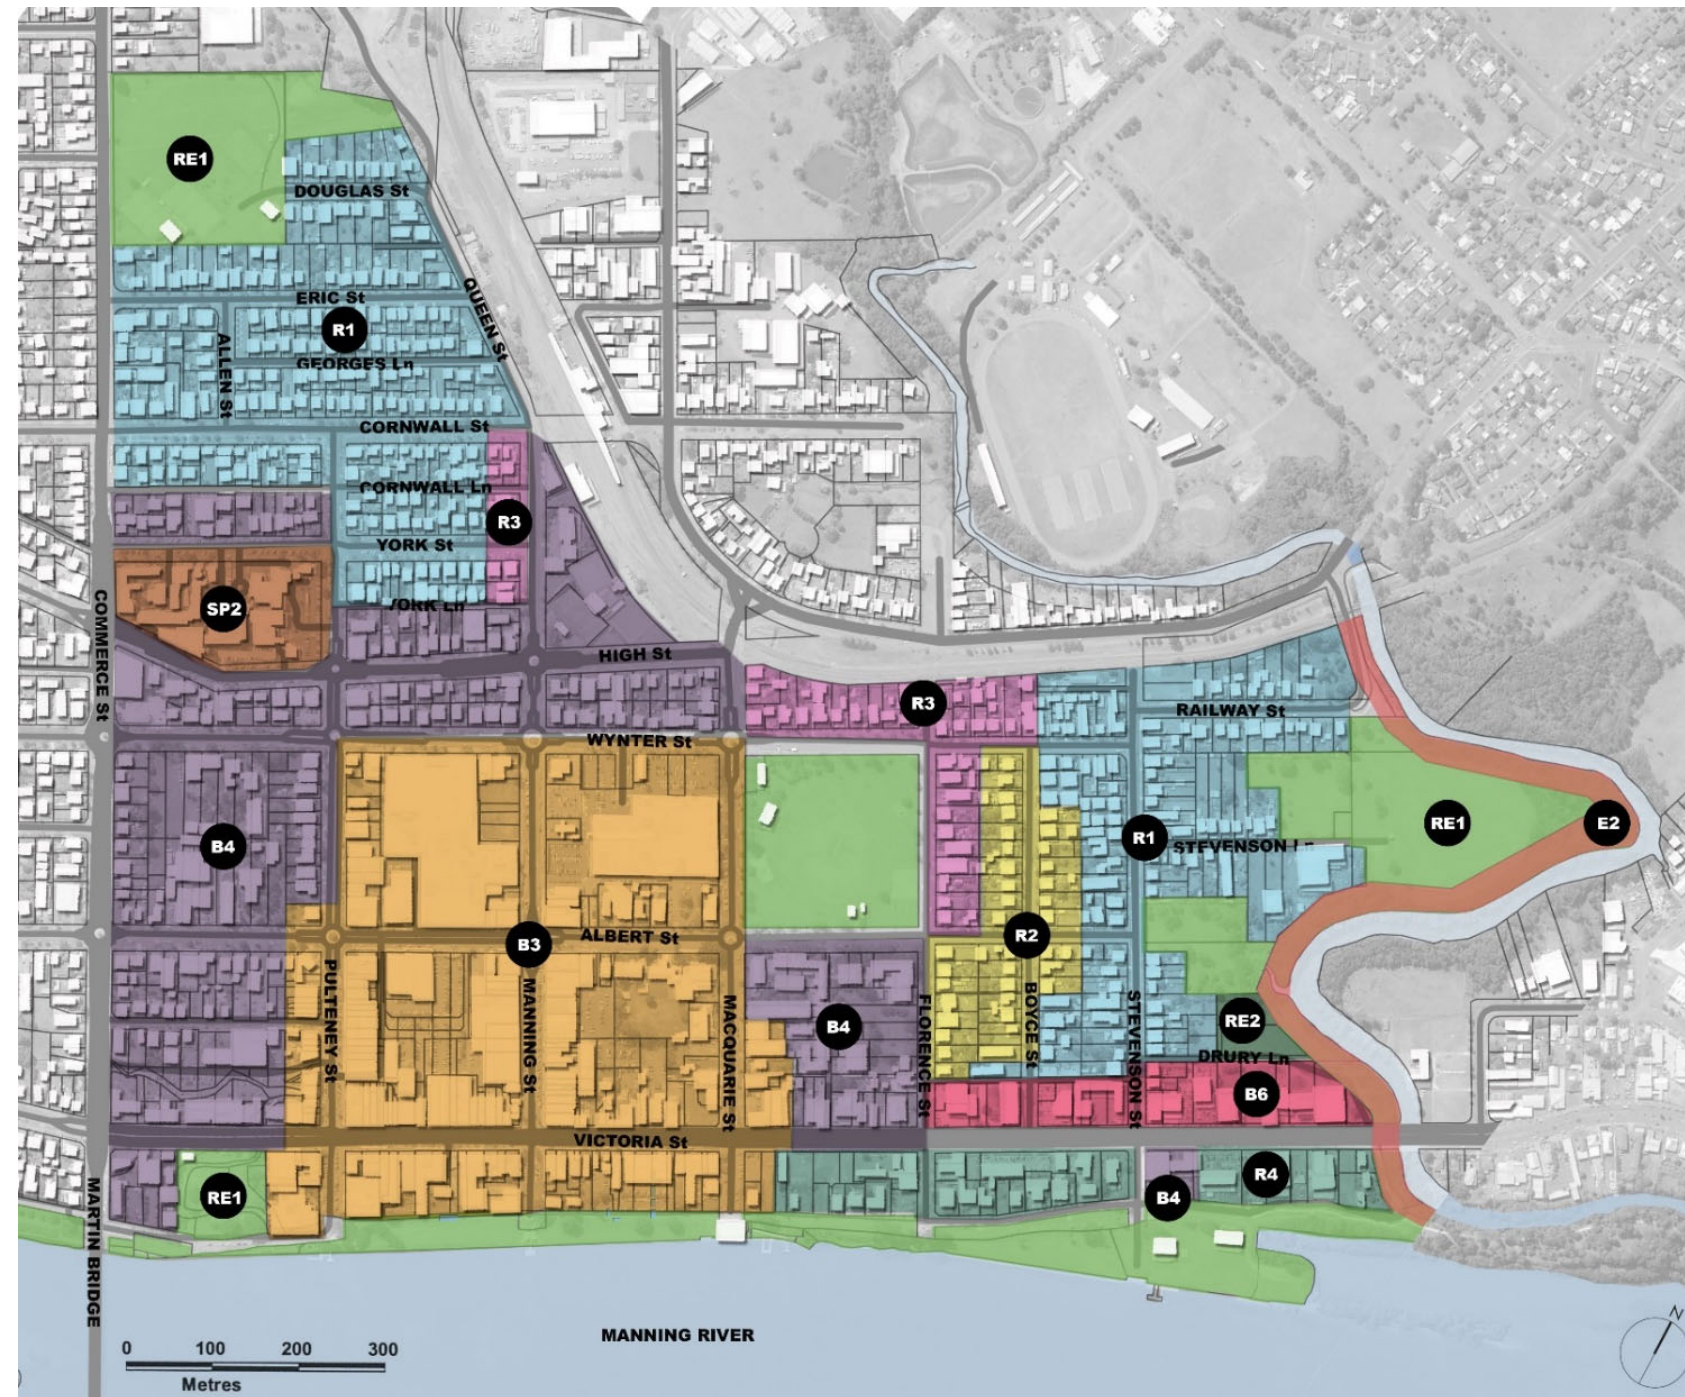 RE1
DOUGLAS St
ERIC St
QUEEN St
R1
ALLEN St
GEORGES Ln
CORNWALL St
CORNWALL Ln
R3
YORK St
SP2
YORK Ln
COMMERCE St
HIGH St
R3
RAILWAY St
WYNTER St
B4
R1
STEVENSON Ln
RE1
E2
B3
ALBERT St
R2
PULTENEY St
MANNING St
MACQUARIE St
B4
FLORENCE St
BOYCE St
STEVENSON St
RE2
DRURY Ln
B6
VICTORIA St
RE1
B4
R4
MARTIN BRIDGE
MANNING RIVER
N
0 100 200 300
Metres